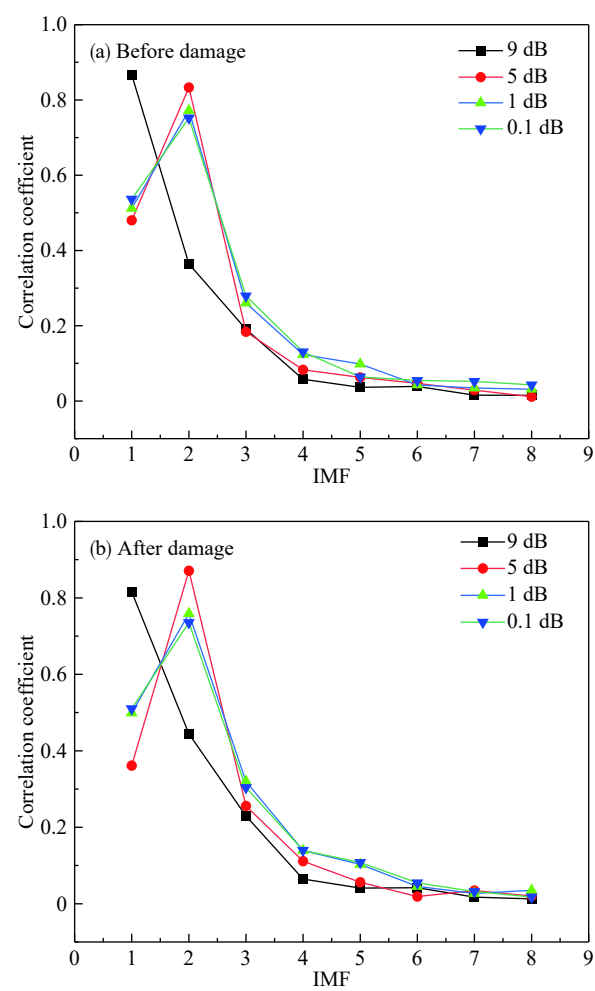 (a) Before damage
9 dB
5 dB
1 dB
0.1 dB
Correlation coefficient
1.0
0.8
0.6
0.4
0.2
0
0 1 2 3 4 5 6 7 8 9
IMF
(b) After damage
9 dB
5 dB
1 dB
0.1 dB
Correlation coefficient
1.0
0.8
0.6
0.4
0.2
0
0 1 2 3 4 5 6 7 8 9
IMF